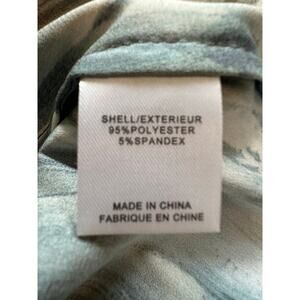 SHELL/EXTERIEUR
95%POLYESTER
5%SPANDEX
MADE IN CHINA
FABRIQUE EN CHINE